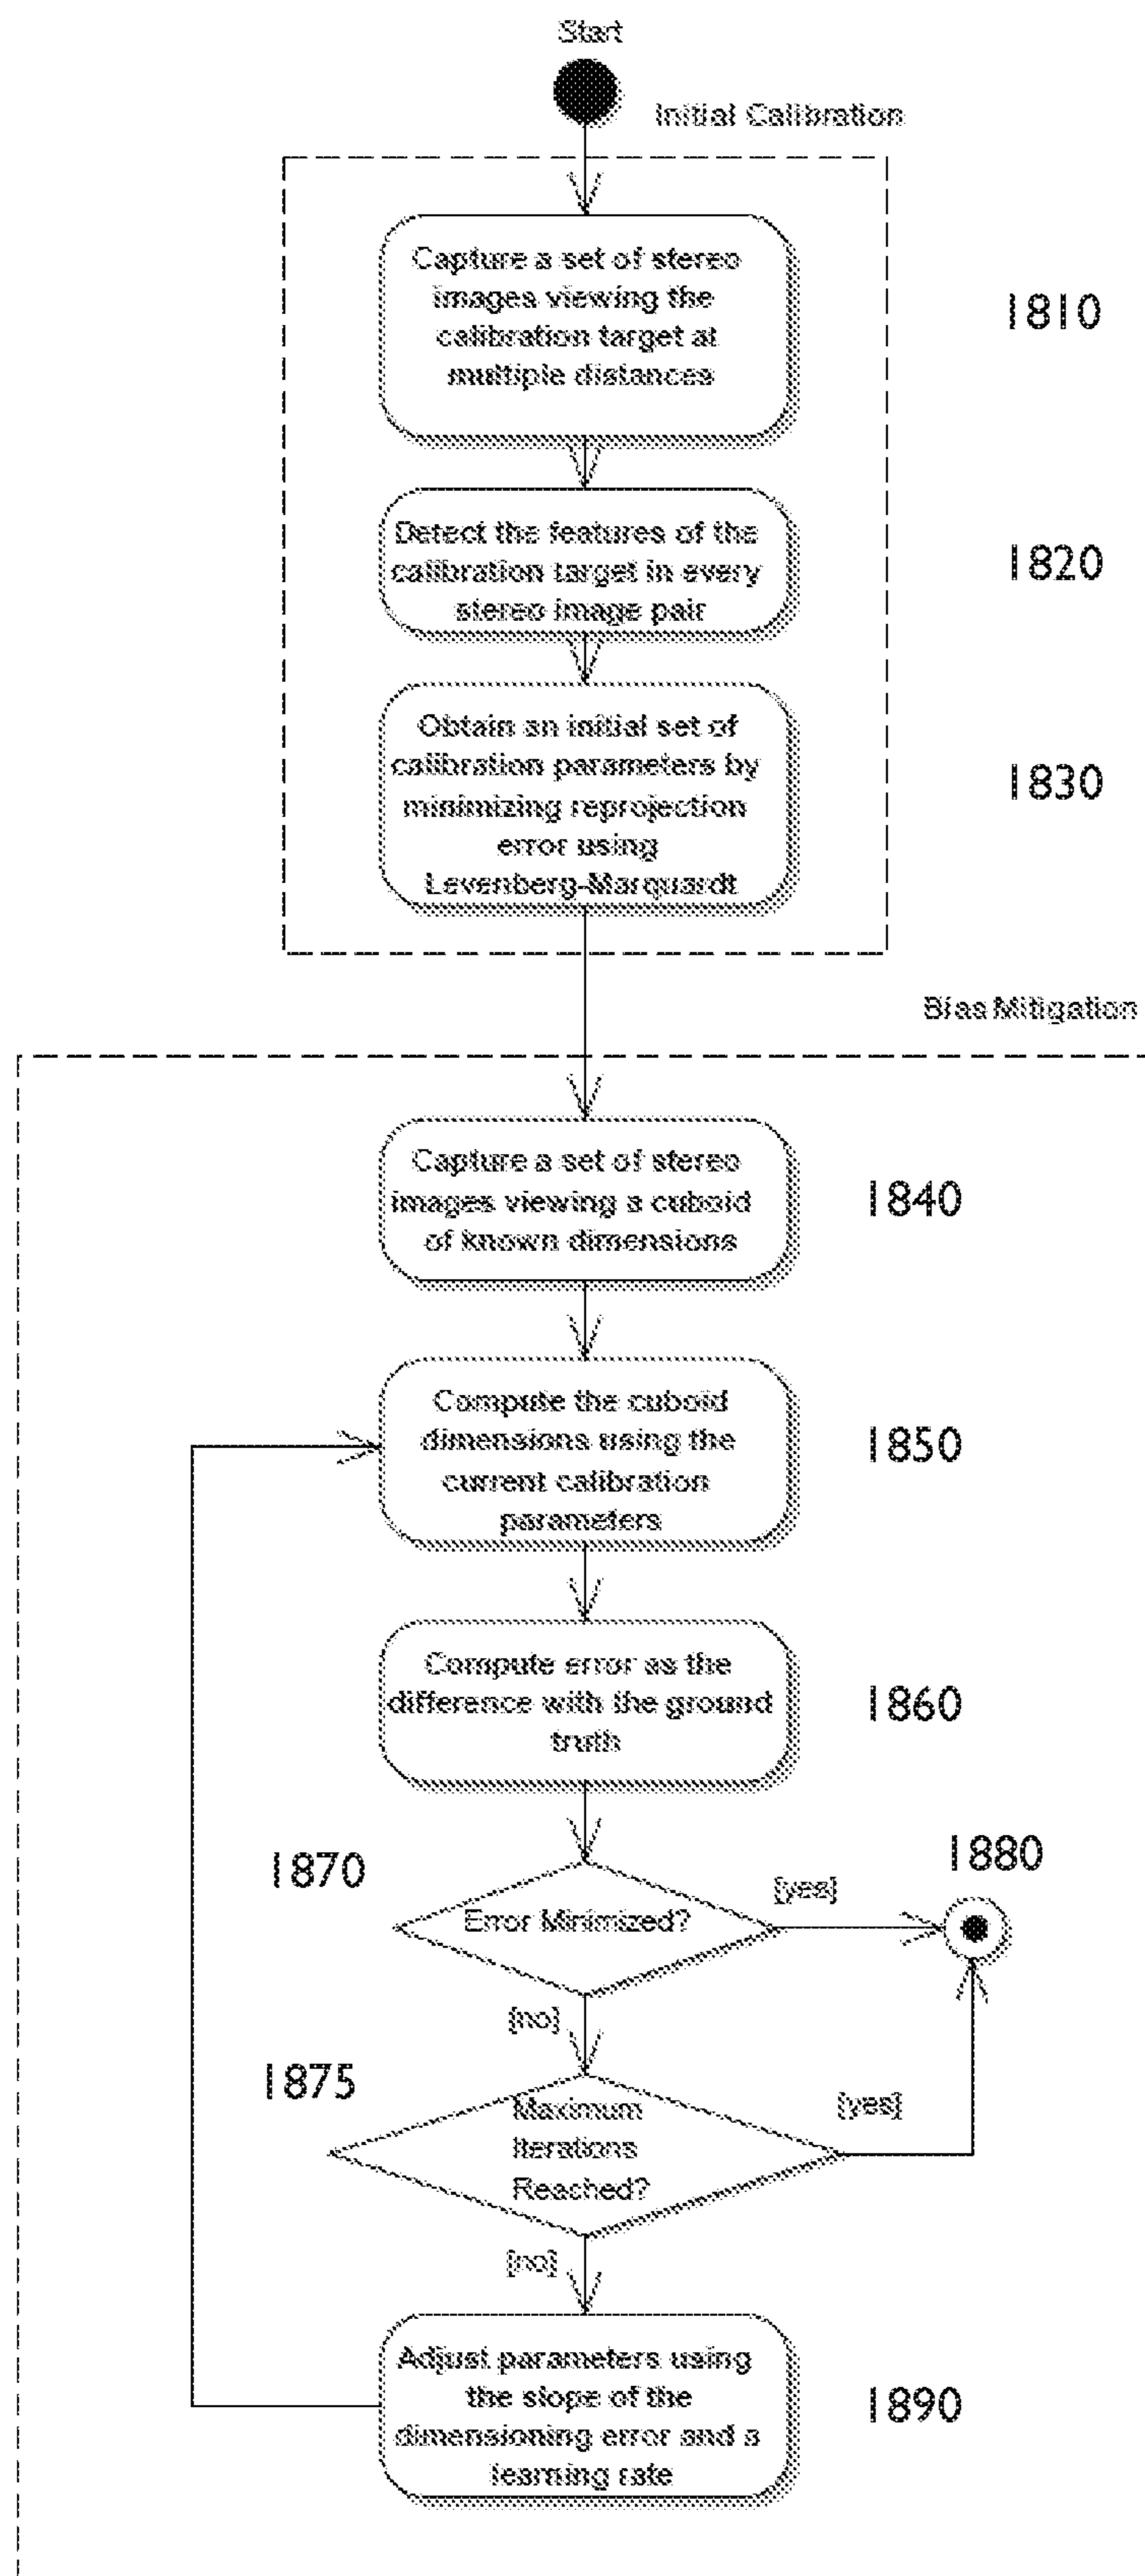 Start
Initial Calibration
Capture a set of stereo
images viewing the
calibration target at
multiple distances
1810
Detect the features of the
calibration target in every
stereo image pair
1820
Obtain an initial set of
calibration parameters by
minimizing reprojection
error using
Levenberg-Marquardt
1830
Bias Mitigation
Capture a set of stereo
images viewing a cuboid
of known dimensions
1840
Compute the cuboid
dimensions using the
current calibration
parameters
1850
Compute error as the
difference with the ground
truth
1860
1870
Error Minimized?
[yes]
1880
[no]
1875
Maximum
Iterations
Reached?
[yes]
[no]
Adjust parameters using
the slope of the
dimensioning error and a
learning rate
1890